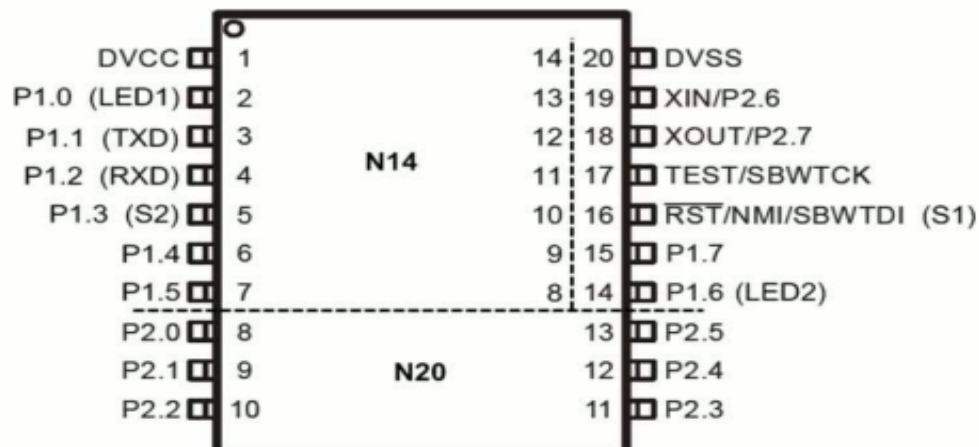 DVCC 1 14 20 DVSS
P1.0 (LED1) 2 13 19 XIN/P2.6
P1.1 (TXD) 3 12 18 XOUT/P2.7
P1.2 (RXD) 4 N14 11 17 TEST/SBWTCK
P1.3 (S2) 5 10 16 RST/NMI/SBWTDI (S1)
P1.4 6 9 15 P1.7
P1.5 7 8 14 P1.6 (LED2)
P2.0 8 13 P2.5
P2.1 9 N20 12 P2.4
P2.2 10 11 P2.3